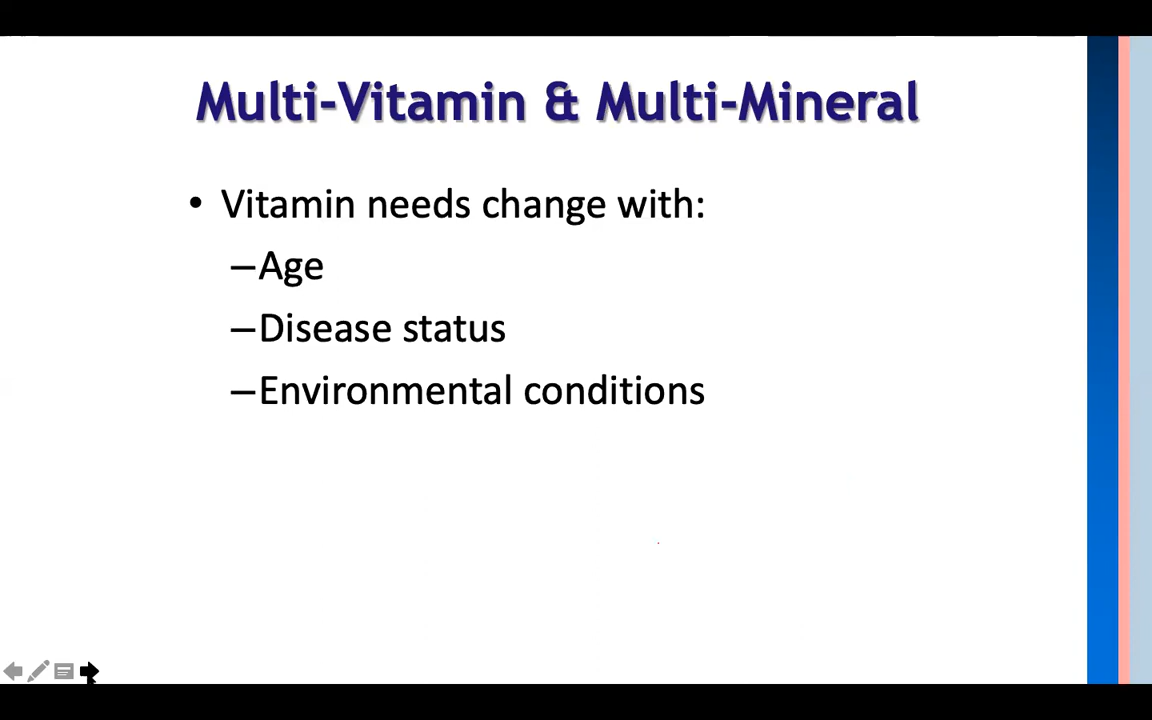 Multi-Vitamin & Multi-Mineral
• Vitamin needs change with:
–Age
–Disease status
–Environmental conditions